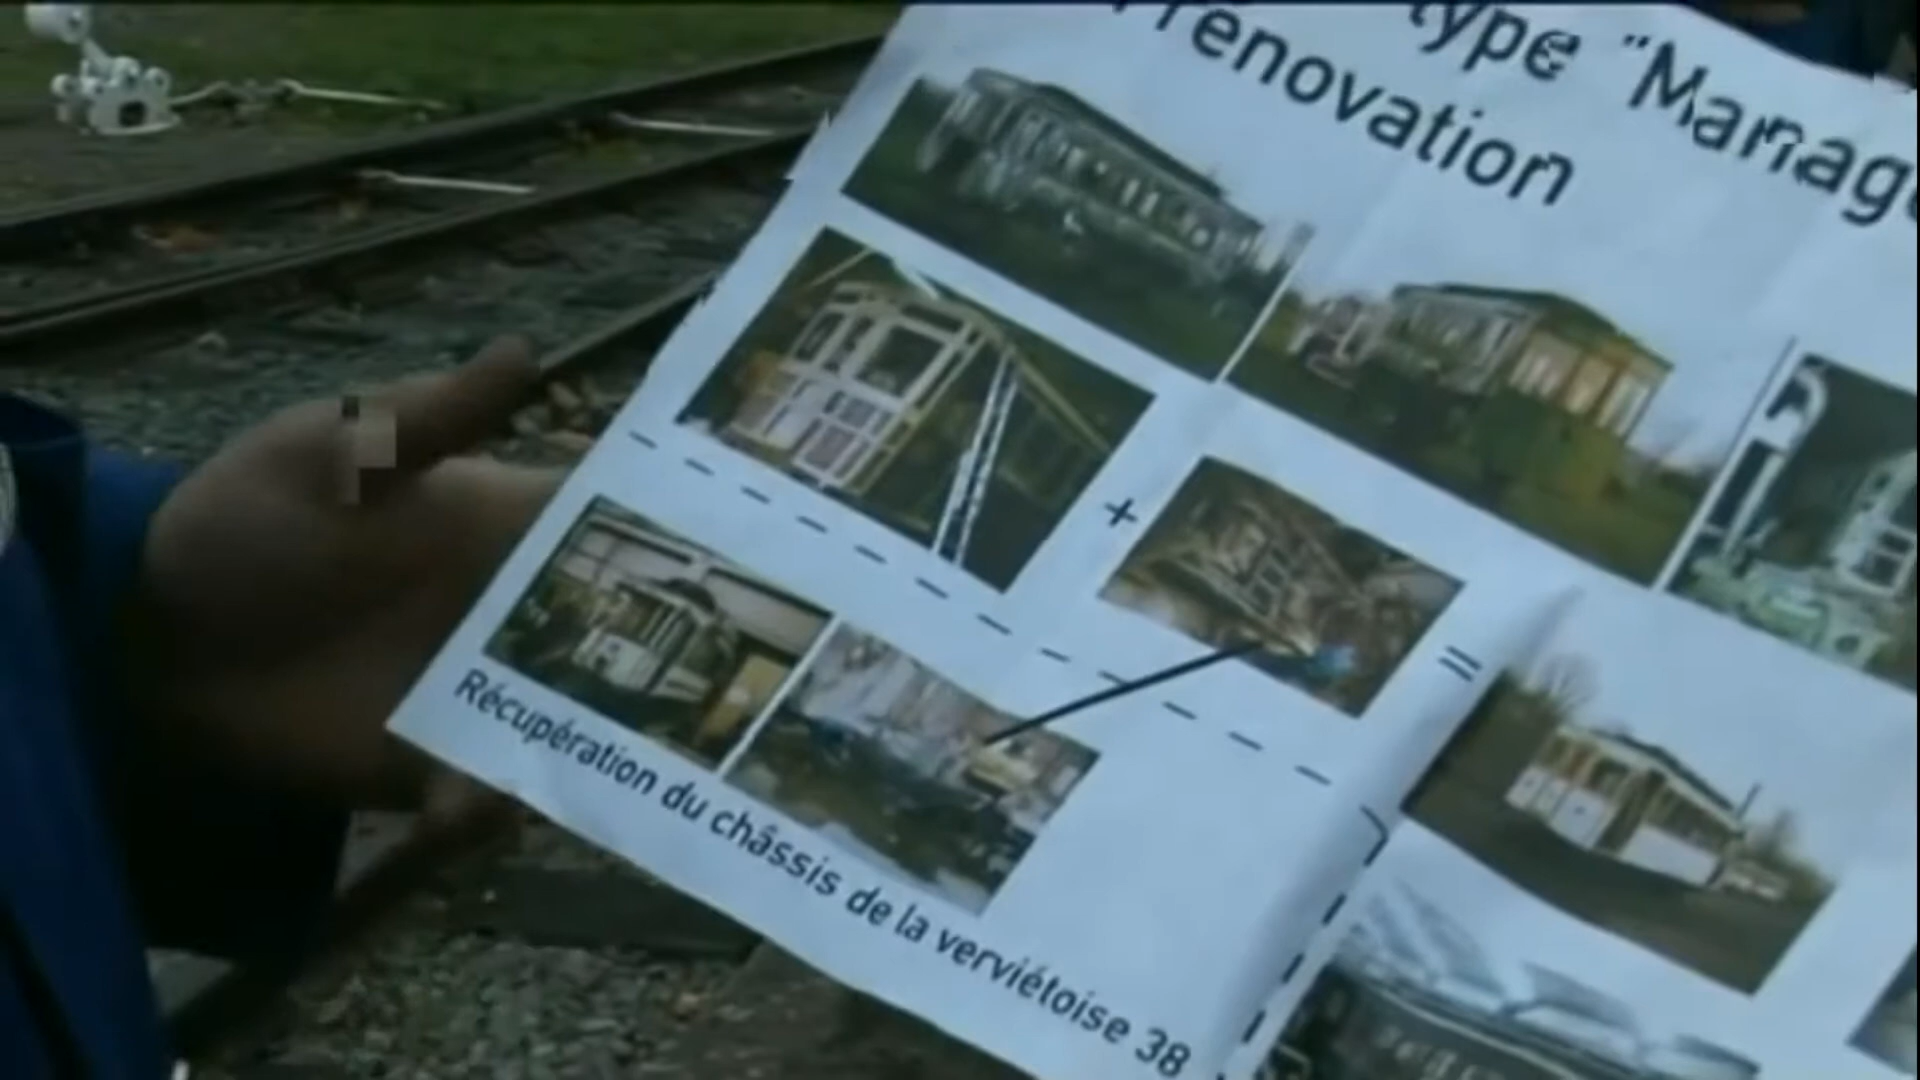 type "Manag
rénovation
+
=
Récupération du châssis de la verviétoise 38